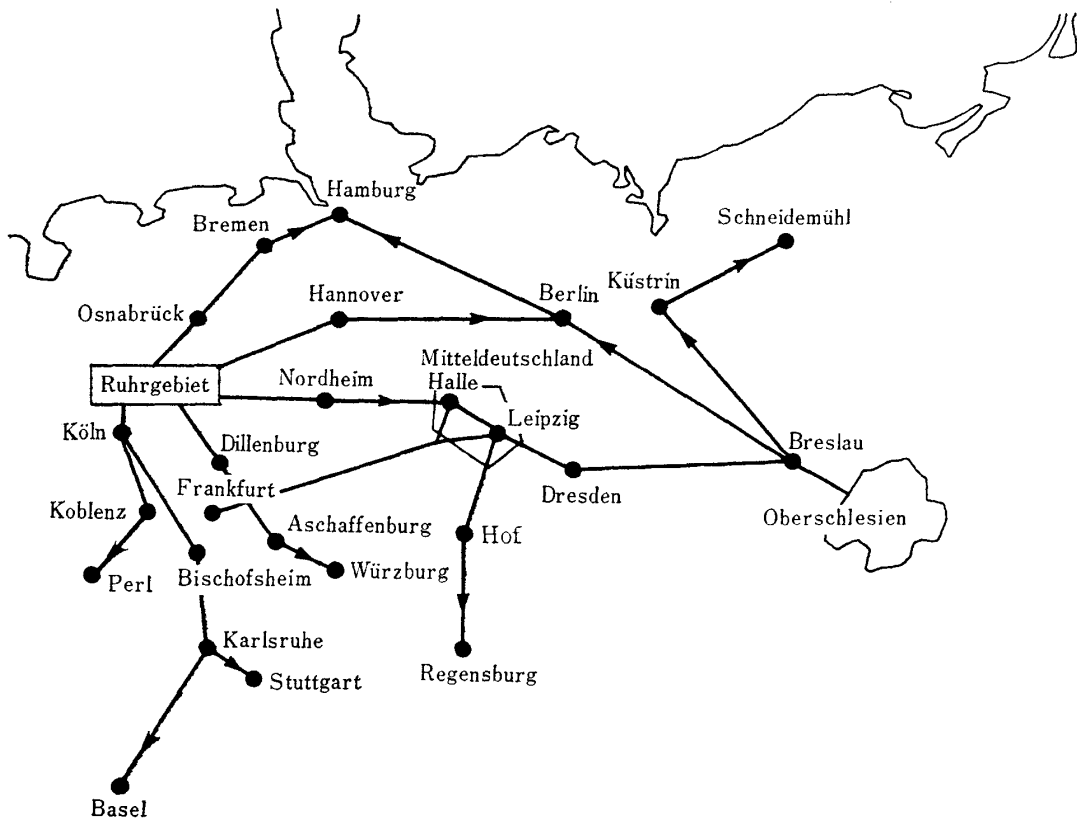 Hamburg
Bremen
Schneidemühl
Küstrin
Osnabrück
Hannover
Berlin
Mitteldeutschland
Ruhrgebiet
Nordheim
Halle
Leipzig
Köln
Dillenburg
Breslau
Frankfurt
Dresden
Koblenz
Aschaffenburg
Oberschlesien
Hof
Perl
Bischofsheim
Würzburg
Karlsruhe
Regensburg
Stuttgart
Basel